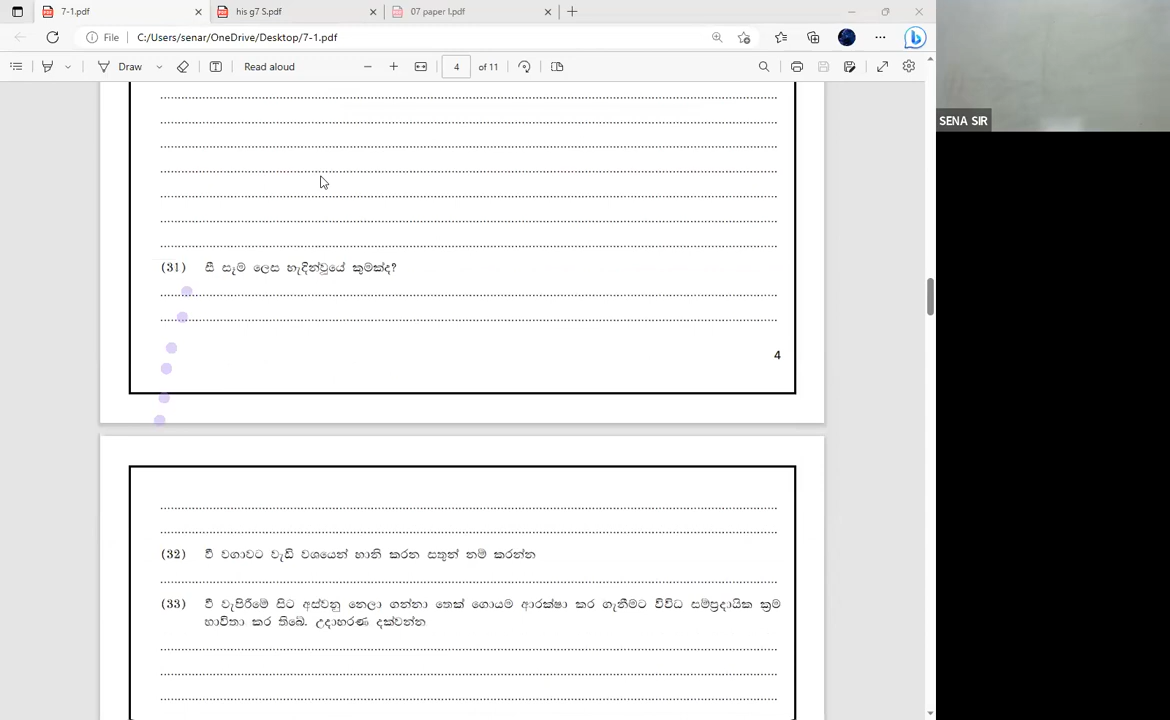 7-1.pdf
his g7 S.pdf
07 paper I.pdf
File
C:/Users/senar/OneDrive/Desktop/7-1.pdf
Draw
Read aloud
4 of 11
SENA SIR
(31) සී සෑම ලෙස හැදින්වූයේ කුමක්ද?
4
(32) වී වගාවට වැඩි වශයෙන් හානි කරන සතුන් නම් කරන්න
(33) වී වැපිරීමේ සිට අස්වනු නෙලා ගන්නා තෙක් ගොයම ආරක්ෂා කර ගැනීමට විවිධ සම්ප්‍රදායික ක්‍රම
භාවිතා කර තිබේ. උදාහරණ දක්වන්න